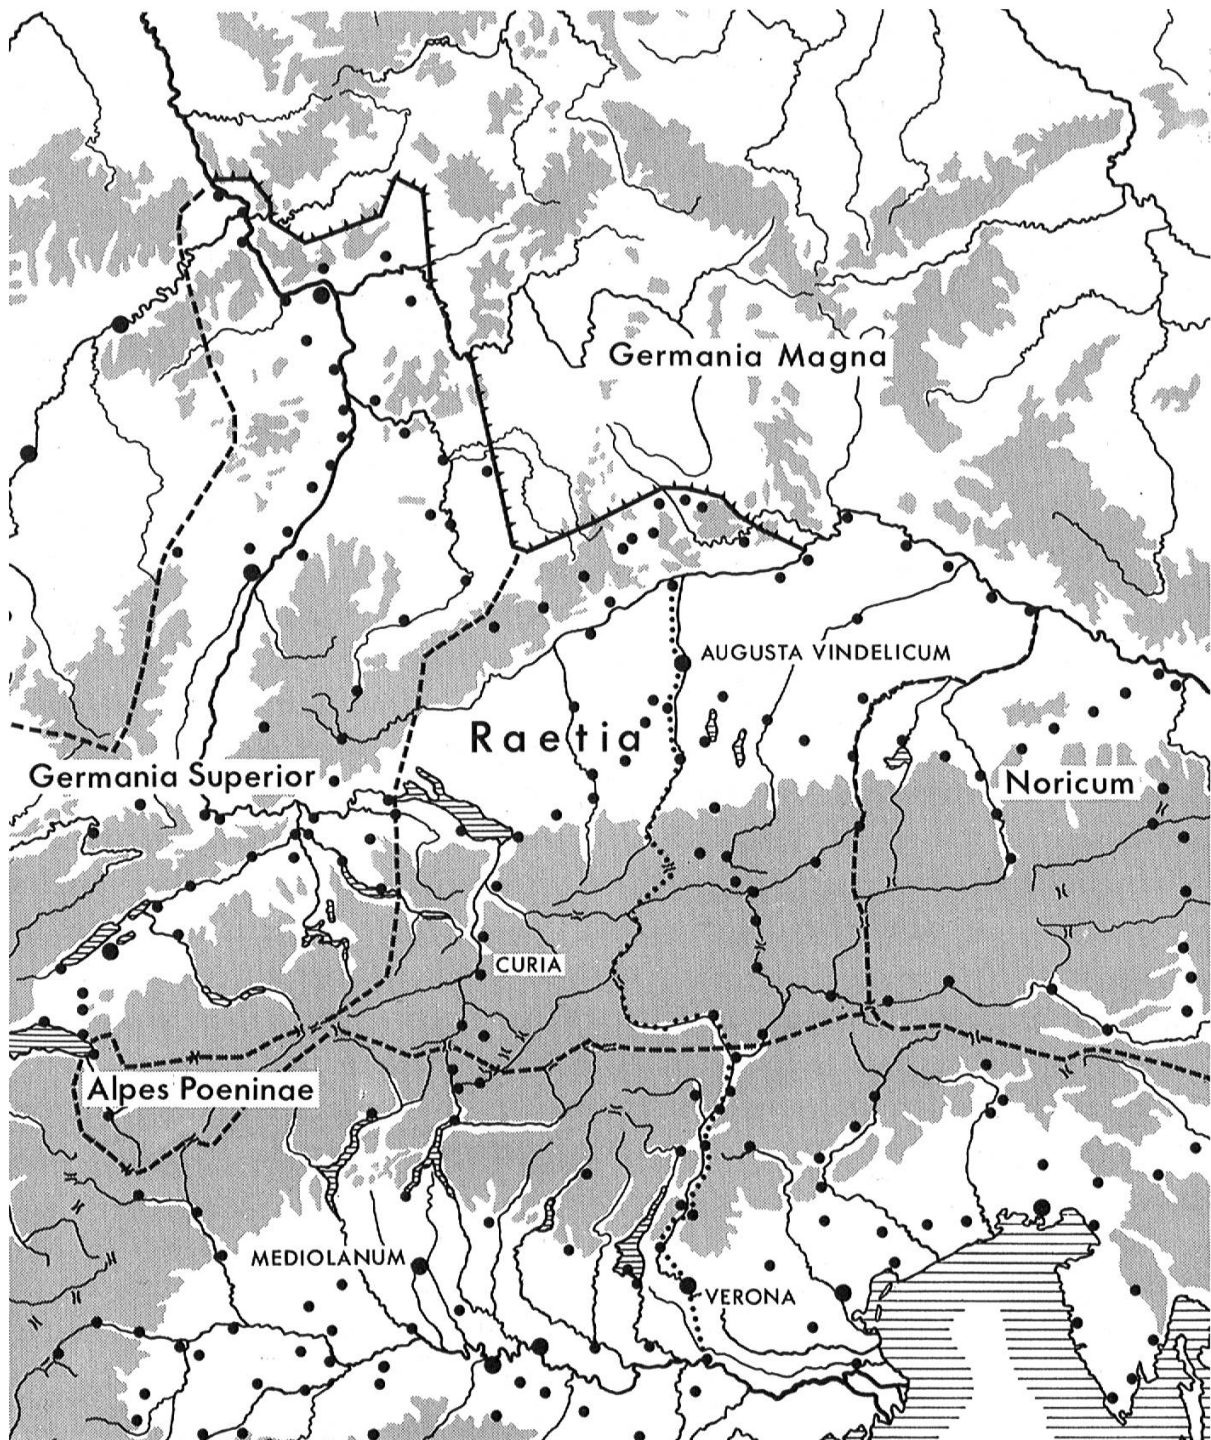 Germania Magna
AUGUSTA VINDELICUM
Raetia
Germania Superior
Noricum
CURIA
Alpes Poeninae
MEDIOLANUM
VERONA